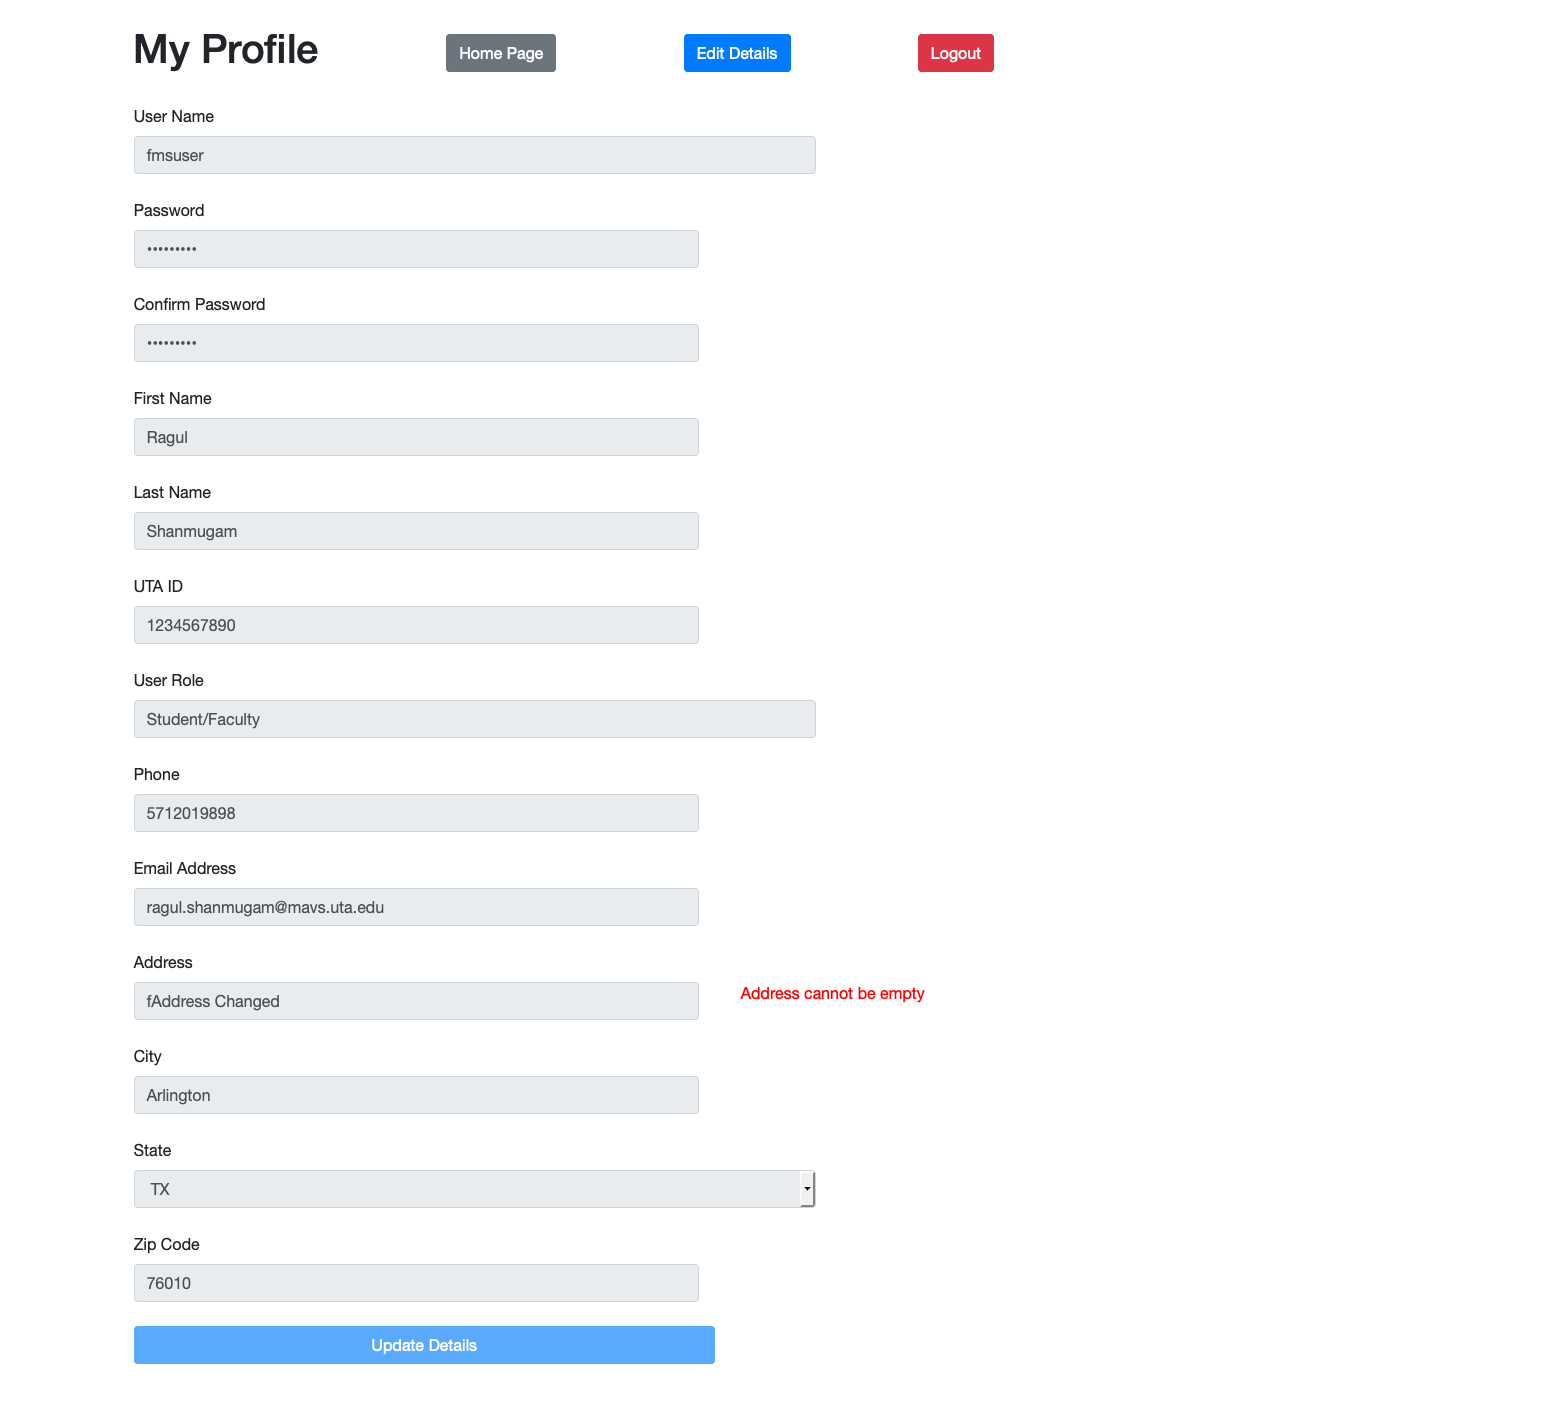 My Profile Home Page Edit Details Logout
User Name
fmsuser
Password
•••••••••
Confirm Password
•••••••••
First Name
Ragul
Last Name
Shanmugam
UTA ID
1234567890
User Role
Student/Faculty
Phone
5712019898
Email Address
ragul.shanmugam@mavs.uta.edu
Address
fAddress Changed Address cannot be empty
City
Arlington
State
TX
Zip Code
76010
Update Details